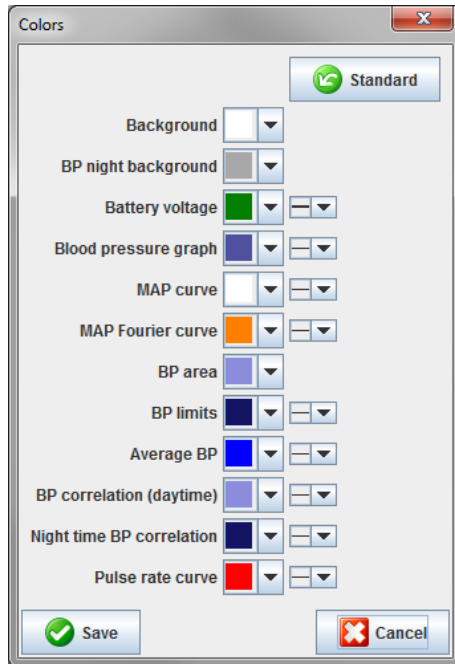 Colors
Standard
Background
BP night background
Battery voltage
Blood pressure graph
MAP curve
MAP Fourier curve
BP area
BP limits
Average BP
BP correlation (daytime)
Night time BP correlation
Pulse rate curve
Save
Cancel